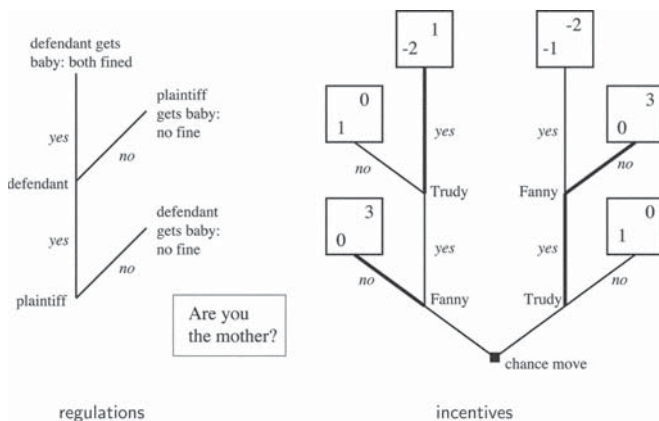 defendant gets
baby: both fined
plaintiff
gets baby:
no fine
yes
no
defendant
defendant
gets baby:
no fine
yes
no
plaintiff
Are you
the mother?
regulations
1
-2
-2
-1
0
1
3
0
yes
yes
no
no
Trudy
Fanny
3
0
0
1
yes
yes
no
no
Fanny
Trudy
chance move
incentives